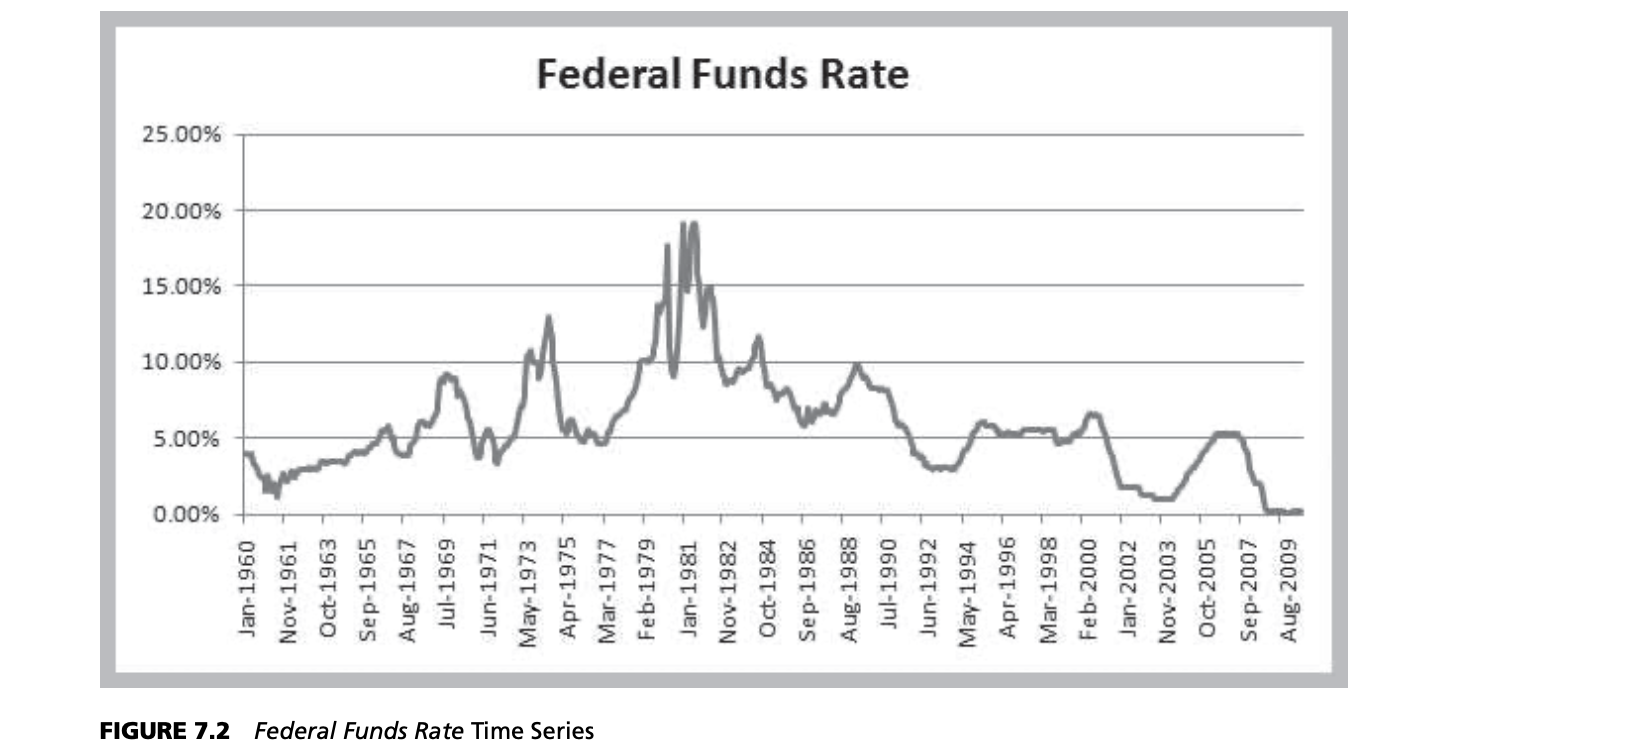 Federal Funds Rate
25.00%
20.00%
15.00%
10.00%
5.00%
0.00%
Jan-1960
Nov-1961
Oct-1963
Sep-1965
Aug-1967
Jul-1969
Jun-1971
May-1973
Apr-1975
Mar-1977
Feb-1979
Jan-1981
Nov-1982
Oct-1984
Sep-1986
Aug-1988
Jul-1990
Jun-1992
May-1994
Apr-1996
Mar-1998
Feb-2000
Jan-2002
Nov-2003
Oct-2005
Sep-2007
Aug-2009
FIGURE 7.2 Federal Funds Rate Time Series